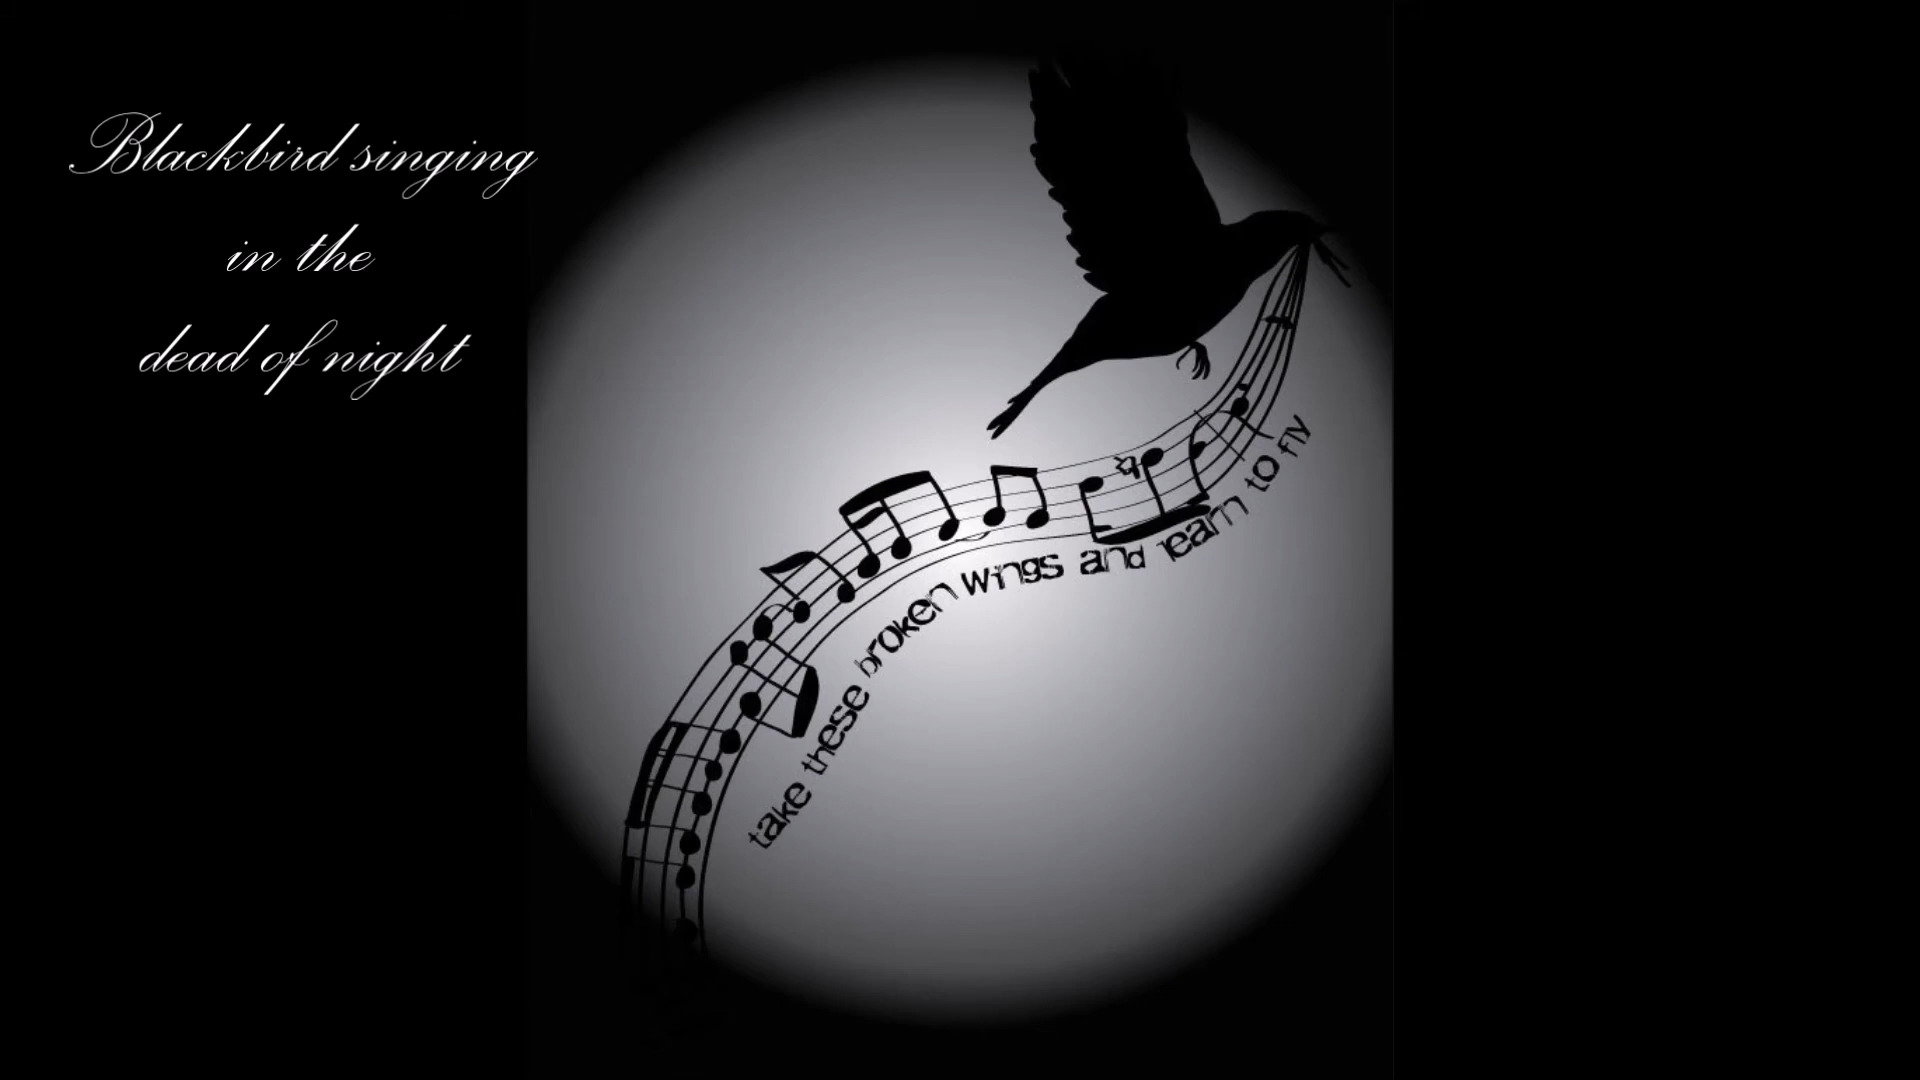 Blackbird singing
in the
dead of night
take these broken wings and learn to fly